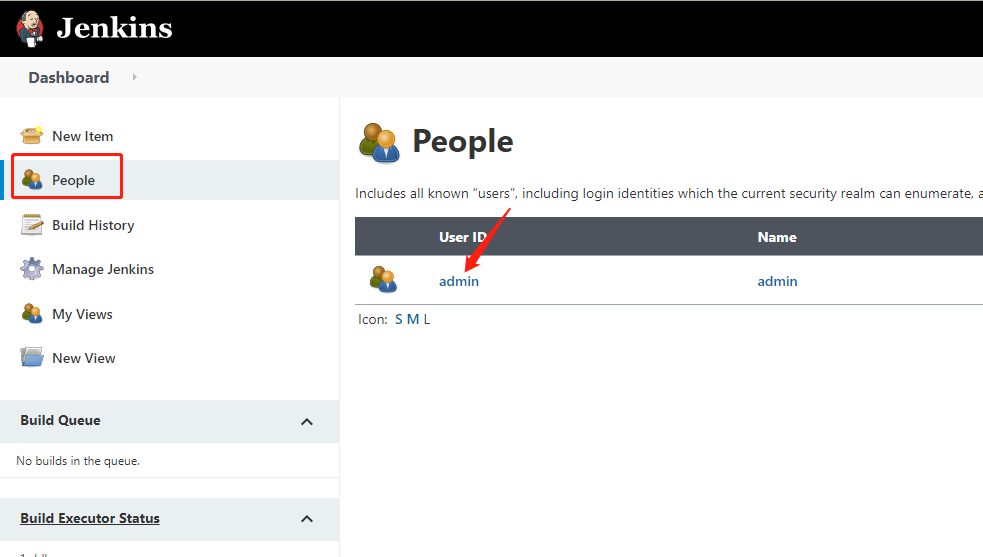 Jenkins
Dashboard
New Item
People
Build History
Manage Jenkins
My Views
New View
Build Queue
No builds in the queue.
Build Executor Status
People
Includes all known “users”, including login identities which the current security realm can enumerate,
User ID Name
admin admin
Icon: S M L